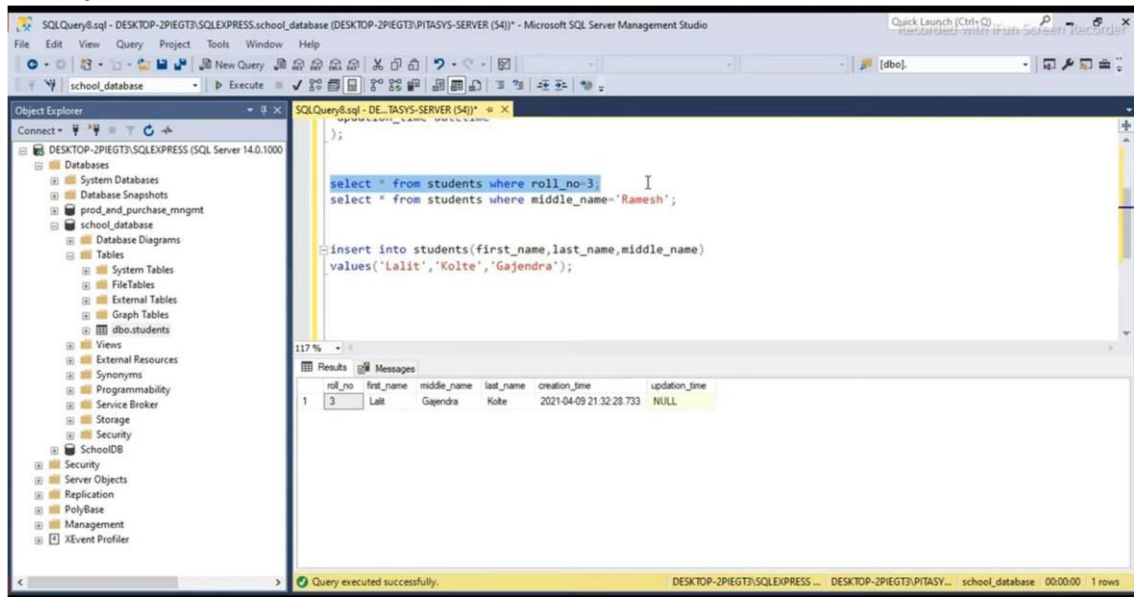 SQLQuery8.sql - DESKTOP-2PIEGT3\SQLEXPRESS.school_database (DESKTOP-2PIEGT3\PITASYS-SERVER (54))* - Microsoft SQL Server Management Studio
Quick Launch (Ctrl+Q)
Recorded with iFun Screen Recorder
File Edit View Query Project Tools Window Help
New Query
[dbo].
school_database
Execute
Object Explorer
SQLQuery8.sql - DE...TASYS-SERVER (54))*
Connect
updation_time datetime
);
DESKTOP-2PIEGT3\SQLEXPRESS (SQL Server 14.0.1000
Databases
System Databases
Database Snapshots
prod_and_purchase_mngmt
school_database
Database Diagrams
Tables
System Tables
FileTables
External Tables
Graph Tables
dbo.students
Views
External Resources
Synonyms
Programmability
Service Broker
Storage
Security
SchoolDB
Security
Server Objects
Replication
PolyBase
Management
XEvent Profiler
select * from students where roll_no=3;
select * from students where middle_name='Ramesh';
insert into students(first_name,last_name,middle_name)
values('Lalit','Kolte','Gajendra');
117 %
Results Messages
roll_no first_name middle_name last_name creation_time updation_time
1 3 Lalit Gajendra Kolte 2021-04-09 21:32:28.733 NULL
Query executed successfully.
DESKTOP-2PIEGT3\SQLEXPRESS ... DESKTOP-2PIEGT3\PITASY... school_database 00:00:00 1 rows